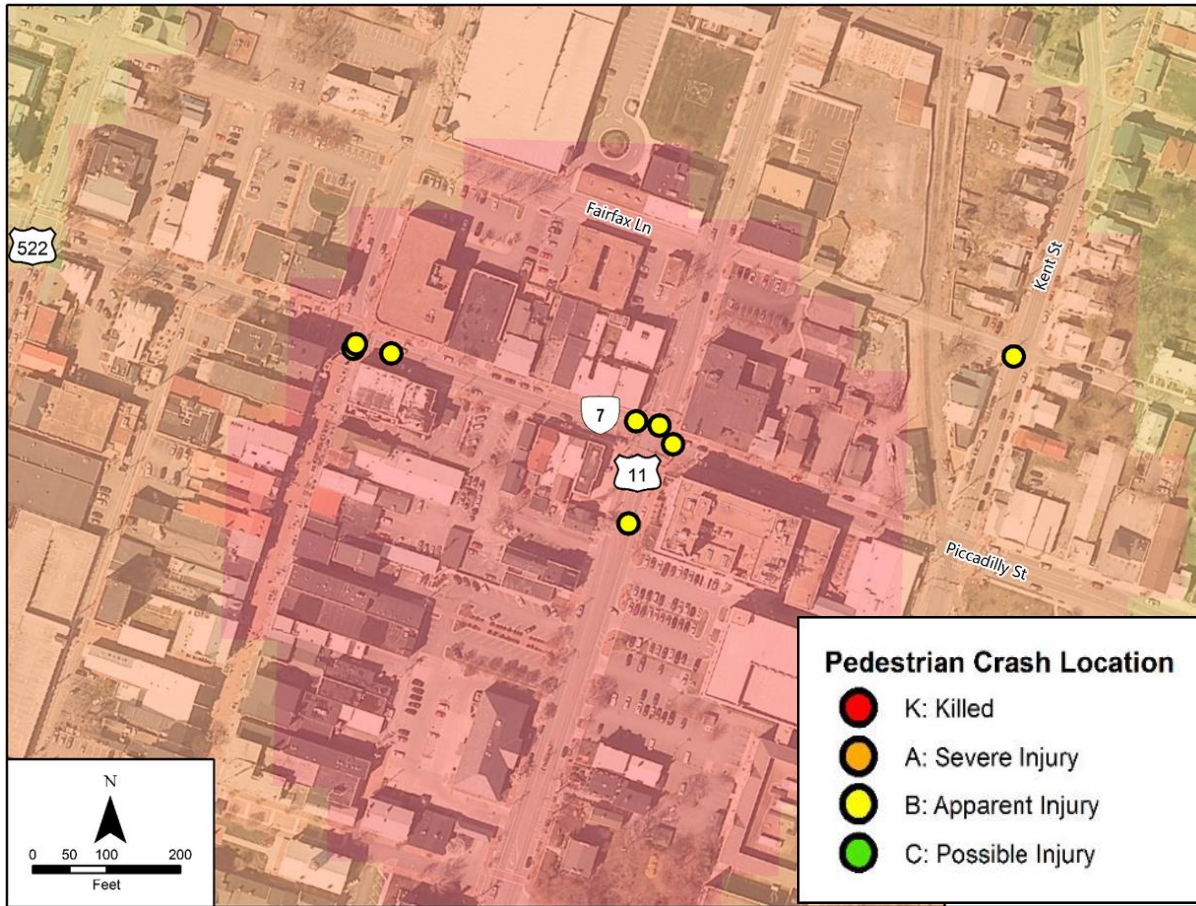 Fairfax Ln
Kent St
522
7
11
Piccadilly St
Pedestrian Crash Location
K: Killed
A: Severe Injury
B: Apparent Injury
C: Possible Injury
N
0 50 100 200
Feet